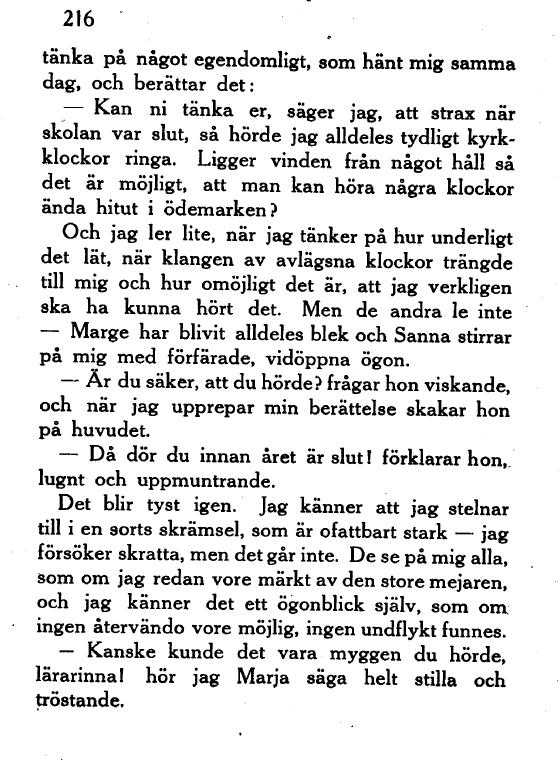 216
tänka på något egendomligt, som hänt mig samma
dag, och berättar det:
— Kan ni tänka er, säger jag, att strax när
skolan var slut, så hörde jag alldeles tydligt kyrk-
klockor ringa. Ligger vinden från något håll så
det är möjligt, att man kan höra några klockor
ända hitut i ödemarken?
Och jag ler lite, när jag tänker på hur underligt
det lät, när klangen av avlägsna klockor trängde
till mig och hur omöjligt det är, att jag verkligen
ska ha kunna hört det. Men de andra le inte
— Marge har blivit alldeles blek och Sanna stirrar
på mig med förfärade, vidöppna ögon.
— Är du säker, att du hörde? frågar hon viskande,
och när jag upprepar min berättelse skakar hon
på huvudet.
— Då dör du innan året är slut! förklarar hon,
lugnt och uppmuntrande.
Det blir tyst igen. Jag känner att jag stelnar
till i en sorts skrämsel, som är ofattbart stark — jag
försöker skratta, men det går inte. De se på mig alla,
som om jag redan vore märkt av den store mejaren,
och jag känner det ett ögonblick själv, som om
ingen återvändo vore möjlig, ingen undflykt funnes.
— Kanske kunde det vara myggen du hörde,
lärarinna! hör jag Marja säga helt stilla och
tröstande.